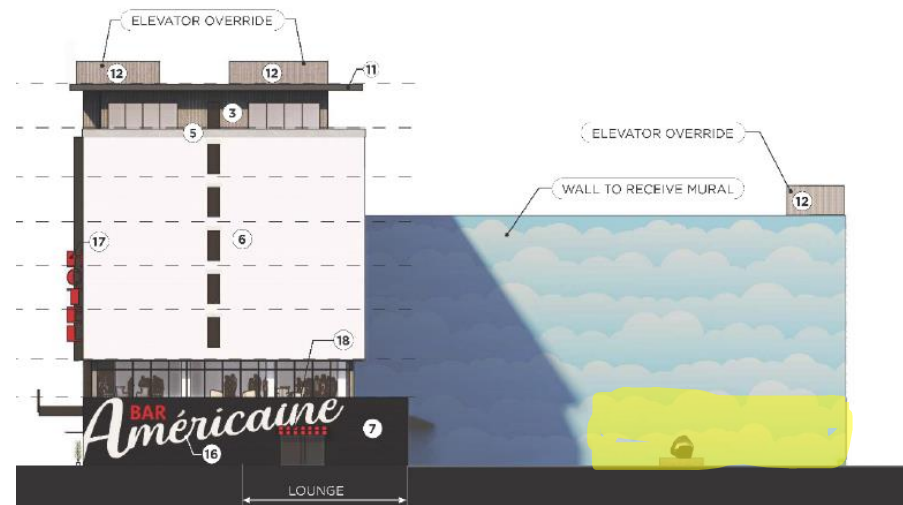 ELEVATOR OVERRIDE
12
12
11
3
5
ELEVATOR OVERRIDE
WALL TO RECEIVE MURAL
12
17
6
18
BAR
Américaine
7
16
LOUNGE